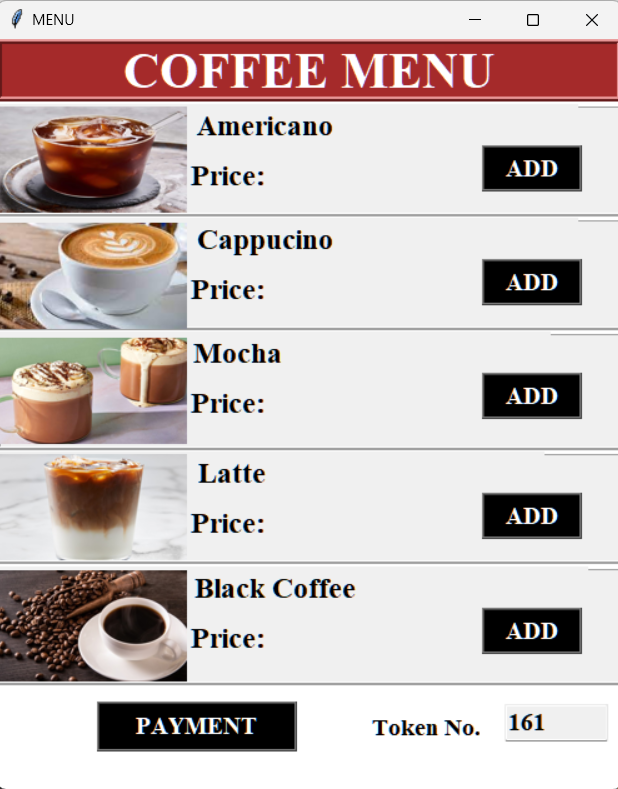 MENU
COFFEE MENU
Americano
Price:
ADD
Cappucino
Price:
ADD
Mocha
Price:
ADD
Latte
Price:
ADD
Black Coffee
Price:
ADD
PAYMENT Token No. 161